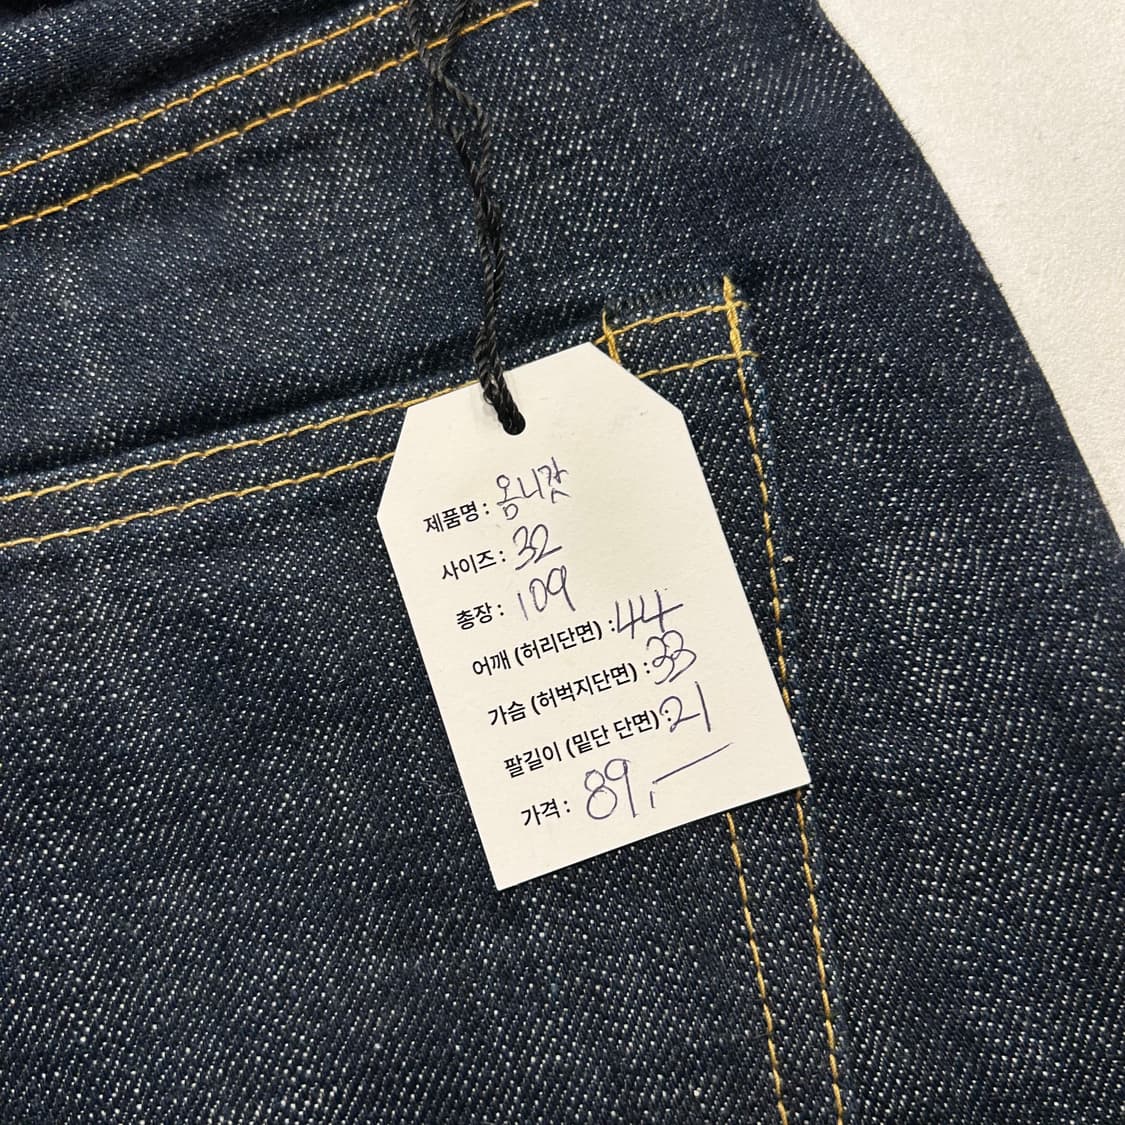 제품명 : 옴니갓
사이즈 : 32
총장 : 109
어깨 (허리단면) : 44
가슴 (허벅지단면) : 33
팔길이 (밑단 단면) : 21
가격 : 89,—